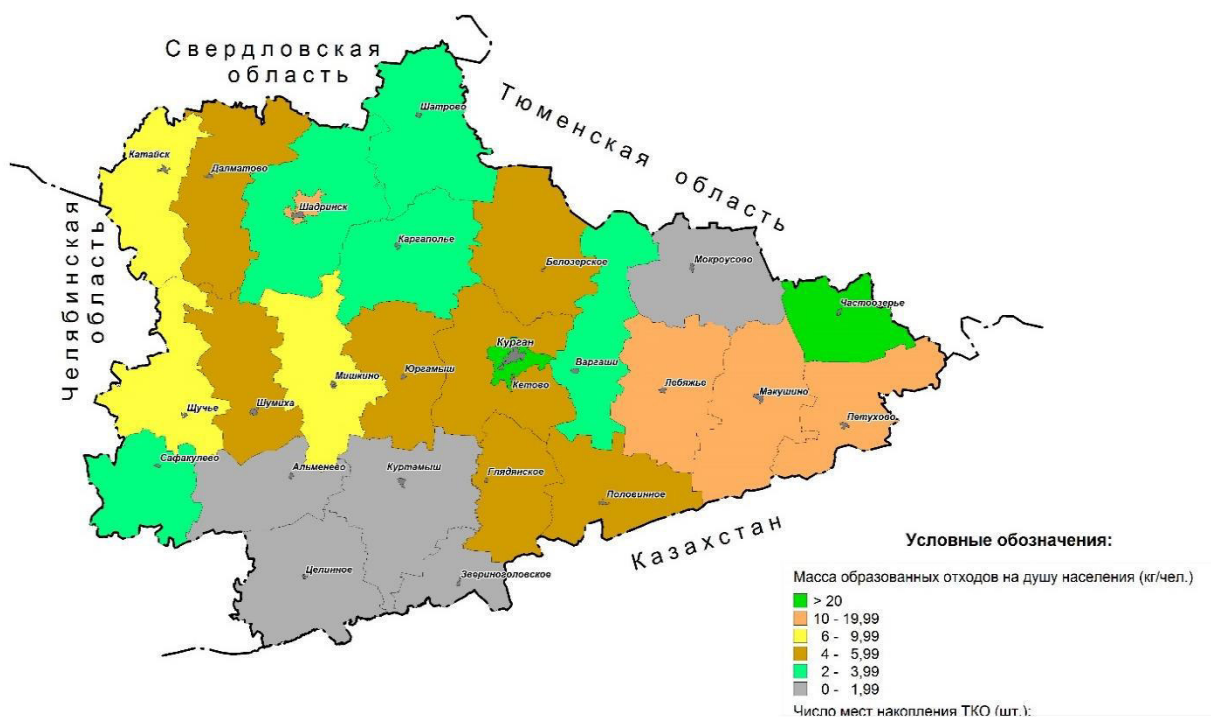 Свердловская
область
Тюменская область
Челябинская
область
Шатрово
Катайск
Далматово
Шадринск
Каргаполье
Белозерское
Мокроусово
Частоозерье
Курган
Кетово
Варгаши
Юргамыш
Мишкино
Лебяжье
Макушино
Петухово
Щучье
Шумиха
Сафакулево
Альменево
Куртамыш
Глядянское
Половинное
Целинное
Звериноголовское
Казахстан
Условные обозначения:
Масса образованных отходов на душу населения (кг/чел.)
> 20
10 - 19,99
6 - 9,99
4 - 5,99
2 - 3,99
0 - 1,99
Число мест накопления ТКО (шт.):